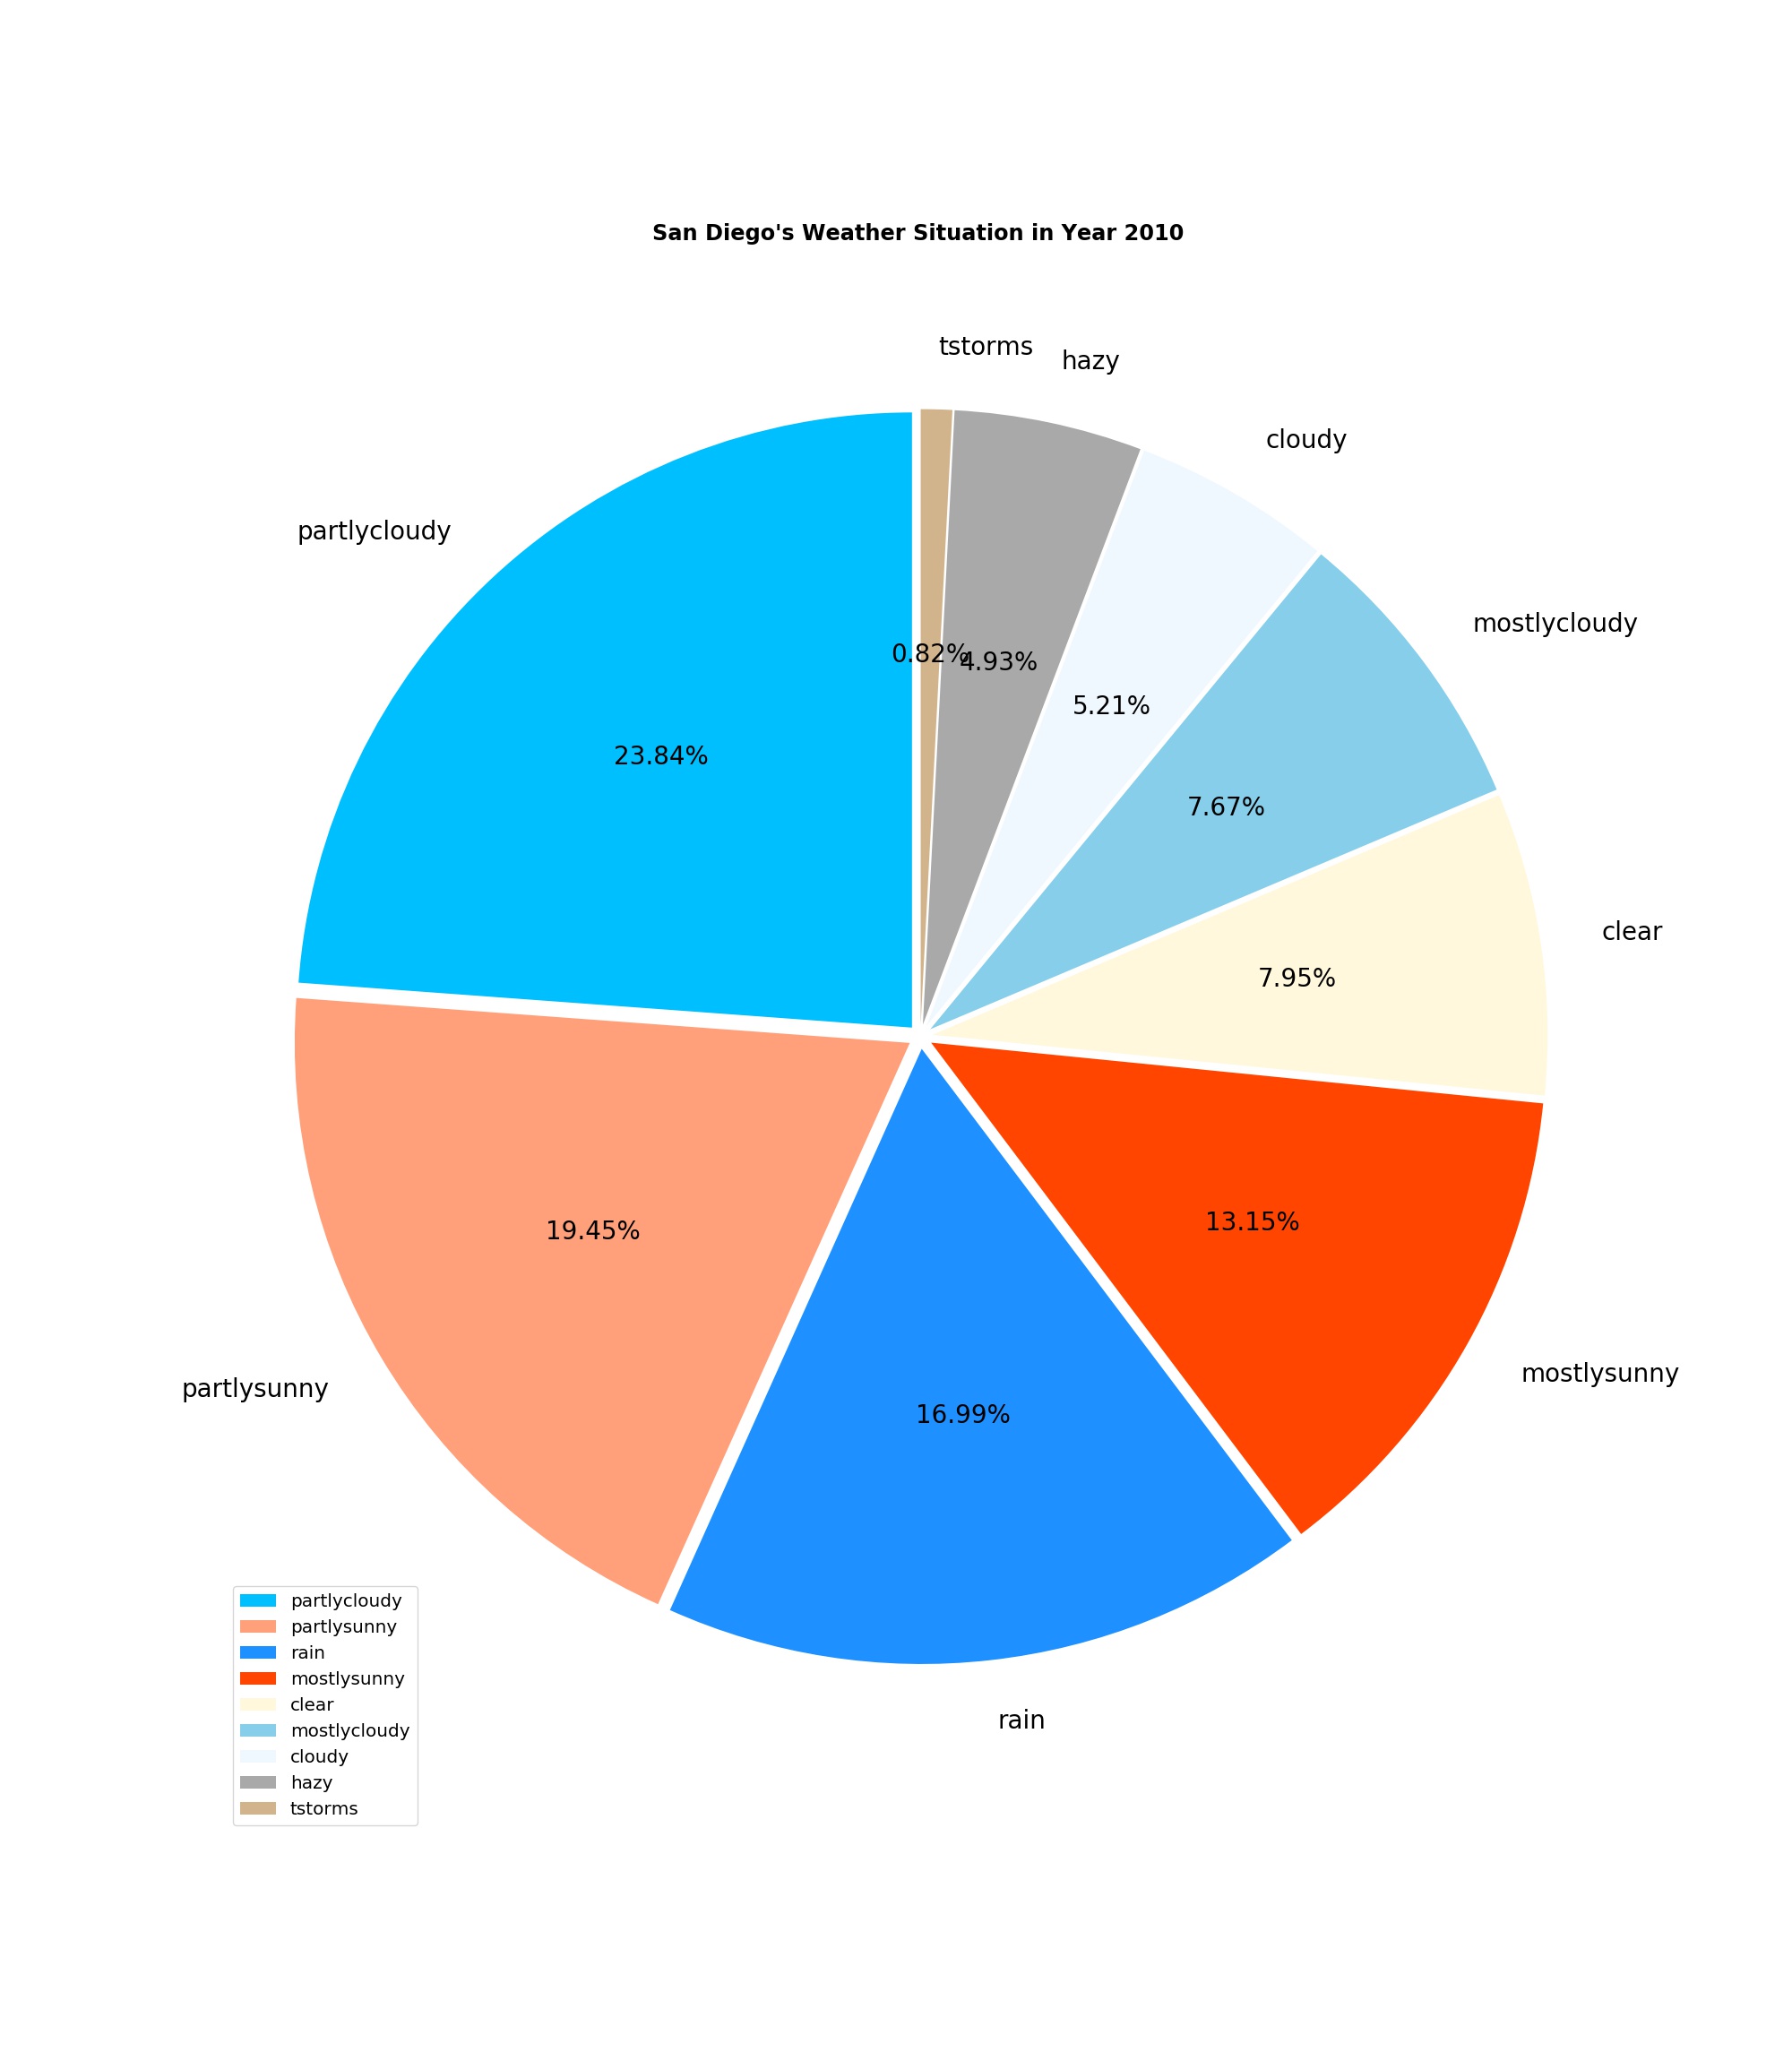 San Diego's Weather Situation in Year 2010
tstorms
hazy
cloudy
partlycloudy
mostlycloudy
0.82%
4.93%
5.21%
23.84%
7.67%
clear
7.95%
13.15%
19.45%
mostlysunny
partlysunny
16.99%
rain
partlycloudy
partlysunny
rain
mostlysunny
clear
mostlycloudy
cloudy
hazy
tstorms